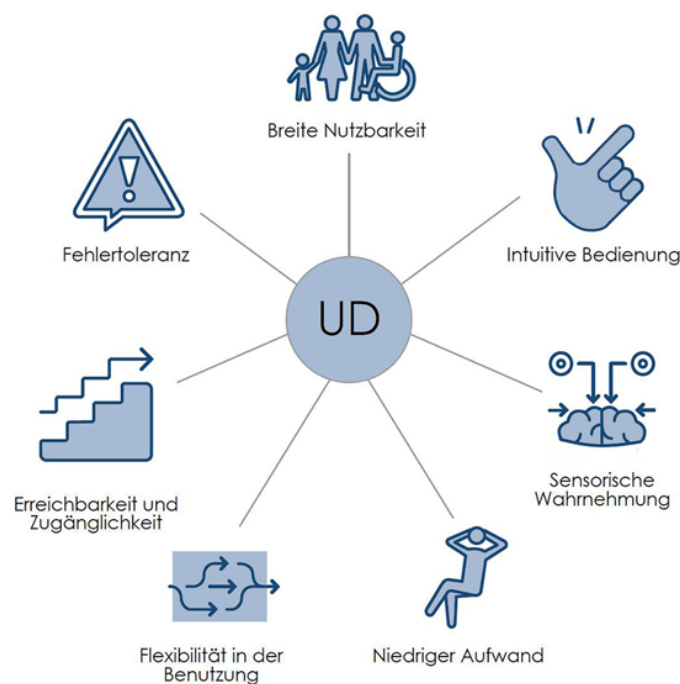 Breite Nutzbarkeit
Intuitive Bedienung
Fehlertoleranz
UD
Sensorische
Wahrnehmung
Erreichbarkeit und
Zugänglichkeit
Niedriger Aufwand
Flexibilität in der
Benutzung